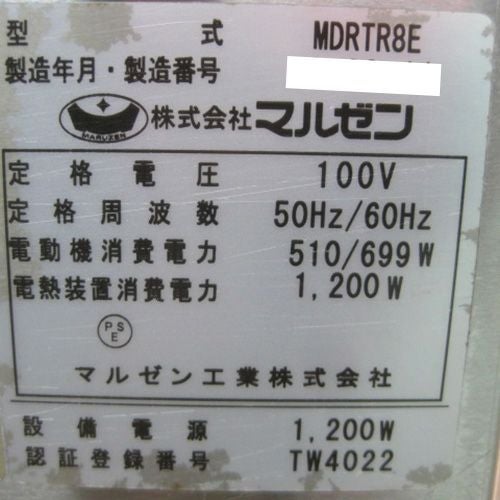 型 式 MDRTR8E
製造年月・製造番号
MARUZEN 株式会社マルゼン
定格電圧 100V
定格周波数 50Hz/60Hz
電動機消費電力 510/699W
電熱装置消費電力 1,200W
PS
E
マルゼン工業株式会社
設備電源 1,200W
認証登録番号 TW4022